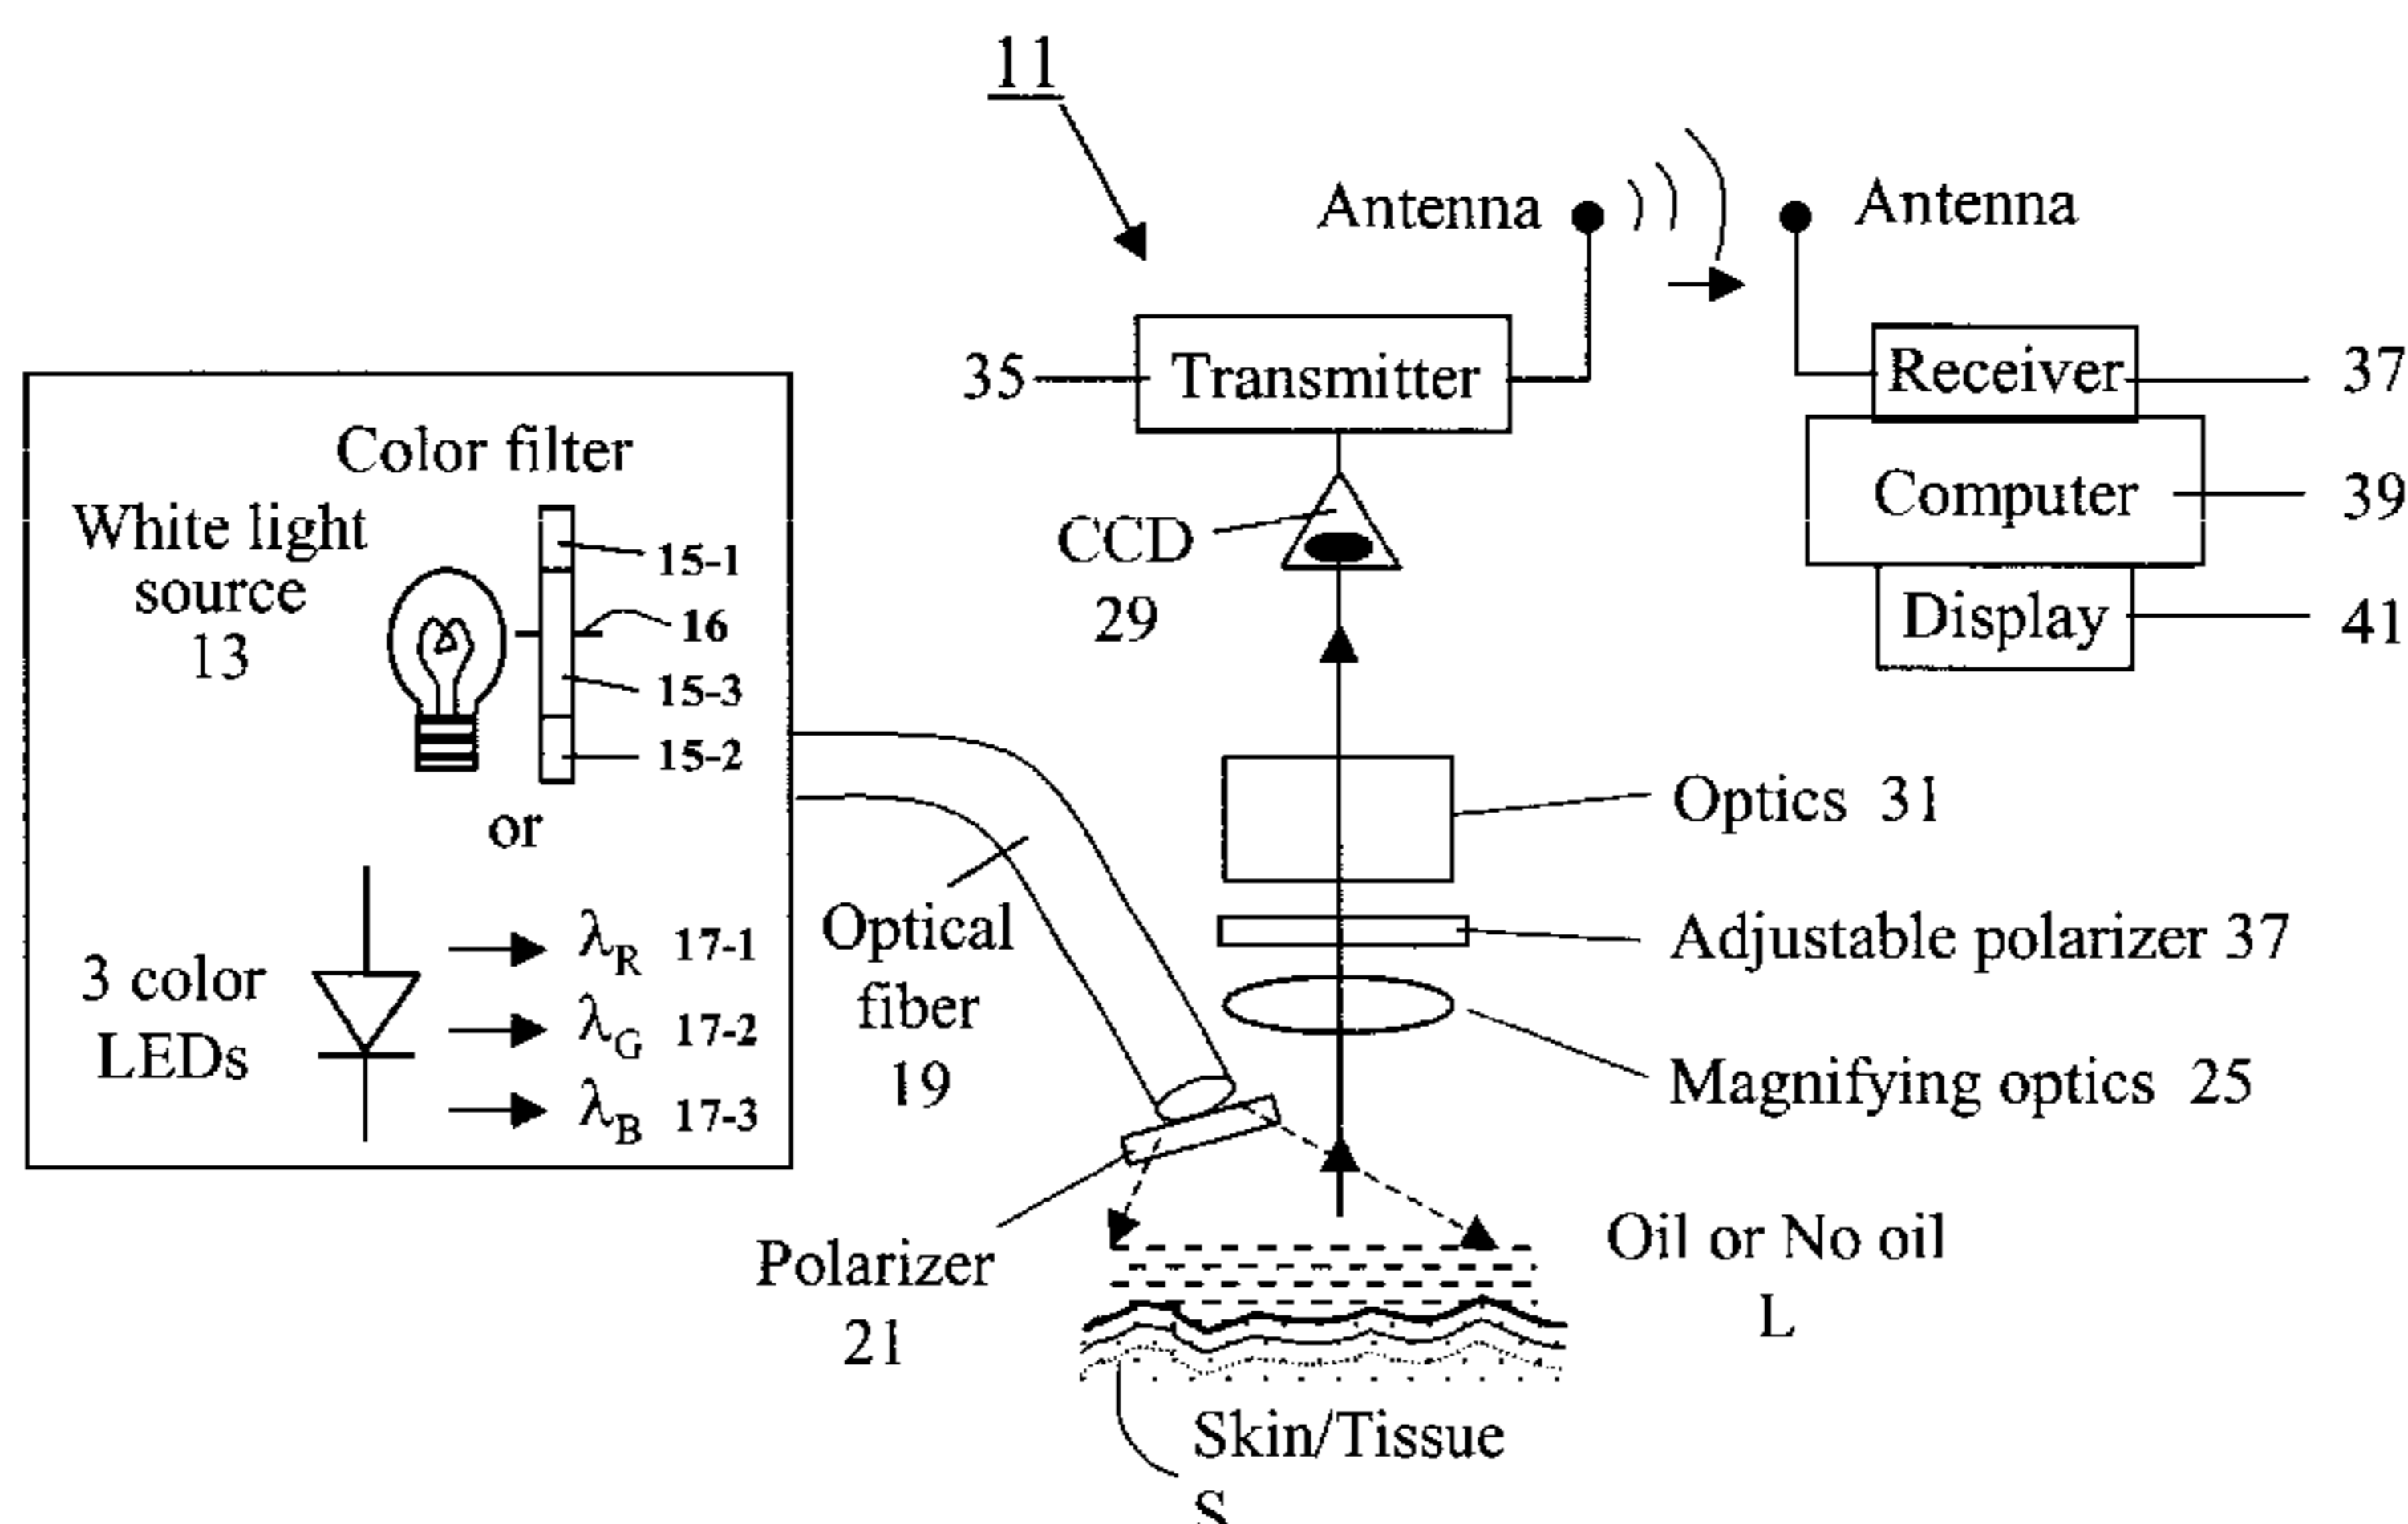 11
Antenna
Antenna
35
Transmitter
Receiver
37
Computer
39
Display
41
Color filter
White light
source
13
15-1
16
15-3
15-2
or
3 color
LEDs
λR 17-1
λG 17-2
λB 17-3
CCD
29
Optical
fiber
19
Optics 31
Adjustable polarizer 37
Magnifying optics 25
Polarizer
21
Oil or No oil
L
Skin/Tissue
S